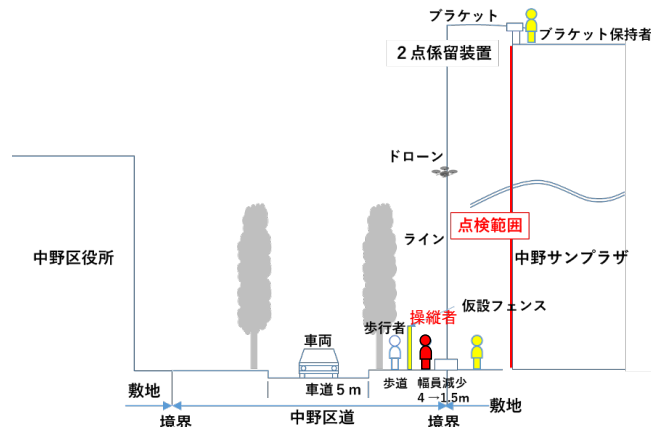 ブラケット
ブラケット保持者
２点係留装置
ドローン
点検範囲
ライン
中野区役所
中野サンプラザ
仮設フェンス
操縦者
歩行者
車両
敷地
車道５ｍ
歩道
幅員減少
４→1.5m
敷地
中野区道
境界
境界